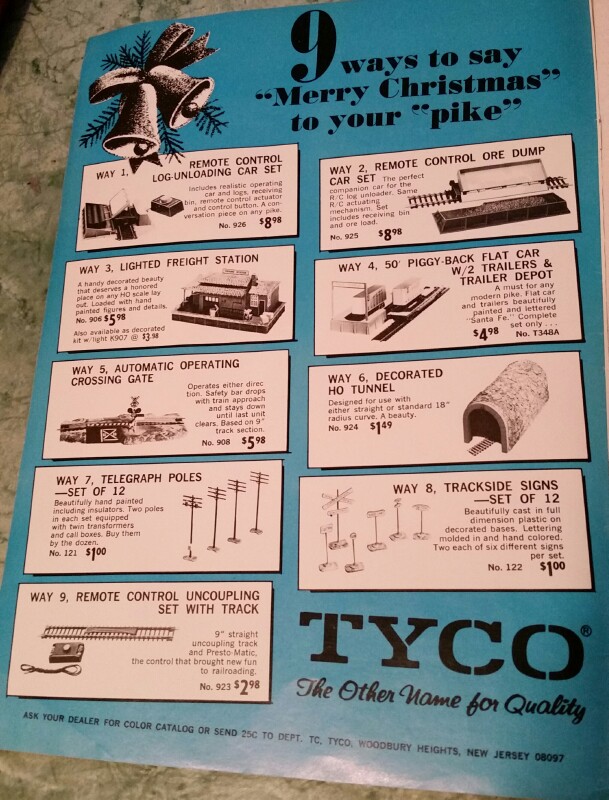 9 ways to say
"Merry Christmas"
to your "pike"
WAY 1, REMOTE CONTROL
LOG-UNLOADING CAR SET
Includes realistic operating
car and logs, receiving
bin, remote control actuator
and control button. A con-
versation piece on any pike.
No. 926 $8.98
WAY 2, REMOTE CONTROL ORE DUMP
CAR SET The perfect
companion car for the
R/C log unloader. Same
R/C actuating
mechanism. Set
includes receiving bin
and ore load.
No. 925 $8.98
WAY 3, LIGHTED FREIGHT STATION
A handy decorated beauty
that deserves a honored
place on any HO scale lay
out. Loaded with hand
painted figures and details.
No. 906 $5.98
Also available as decorated
kit w/light K907 @ $3.98
WAY 4, 50' PIGGY-BACK FLAT CAR
W/2 TRAILERS &
TRAILER DEPOT
A must for any
modern pike. Flat car
and trailers beautifully
painted and lettered
"Santa Fe." Complete
set only . . .
$4.98 No. T348A
WAY 5, AUTOMATIC OPERATING
CROSSING GATE
Operates either direc
tion. Safety bar drops
with train approach
and stays down
until last unit
clears. Based on 9"
track section.
No. 908 $5.98
WAY 6, DECORATED
HO TUNNEL
Designed for use with
either straight or standard 18"
radius curve. A beauty.
No. 924 $1.49
WAY 7, TELEGRAPH POLES
—SET OF 12
Beautifully hand painted
including insulators. Two poles
in each set equipped
with twin transformers
and call boxes. Buy them
by the dozen.
No. 121 $1.00
WAY 8, TRACKSIDE SIGNS
—SET OF 12
Beautifully cast in full
dimension plastic on
decorated bases. Lettering
molded in and hand colored.
Two each of six different signs
per set.
No. 122 $1.00
WAY 9, REMOTE CONTROL UNCOUPLING
SET WITH TRACK
9" straight
uncoupling track
and Presto-Matic,
the control that brought new fun
to railroading.
No. 923 $2.98
TYCO®
The Other Name for Quality
ASK YOUR DEALER FOR COLOR CATALOG OR SEND 25C TO DEPT. TC, TYCO, WOODBURY HEIGHTS, NEW JERSEY 08097